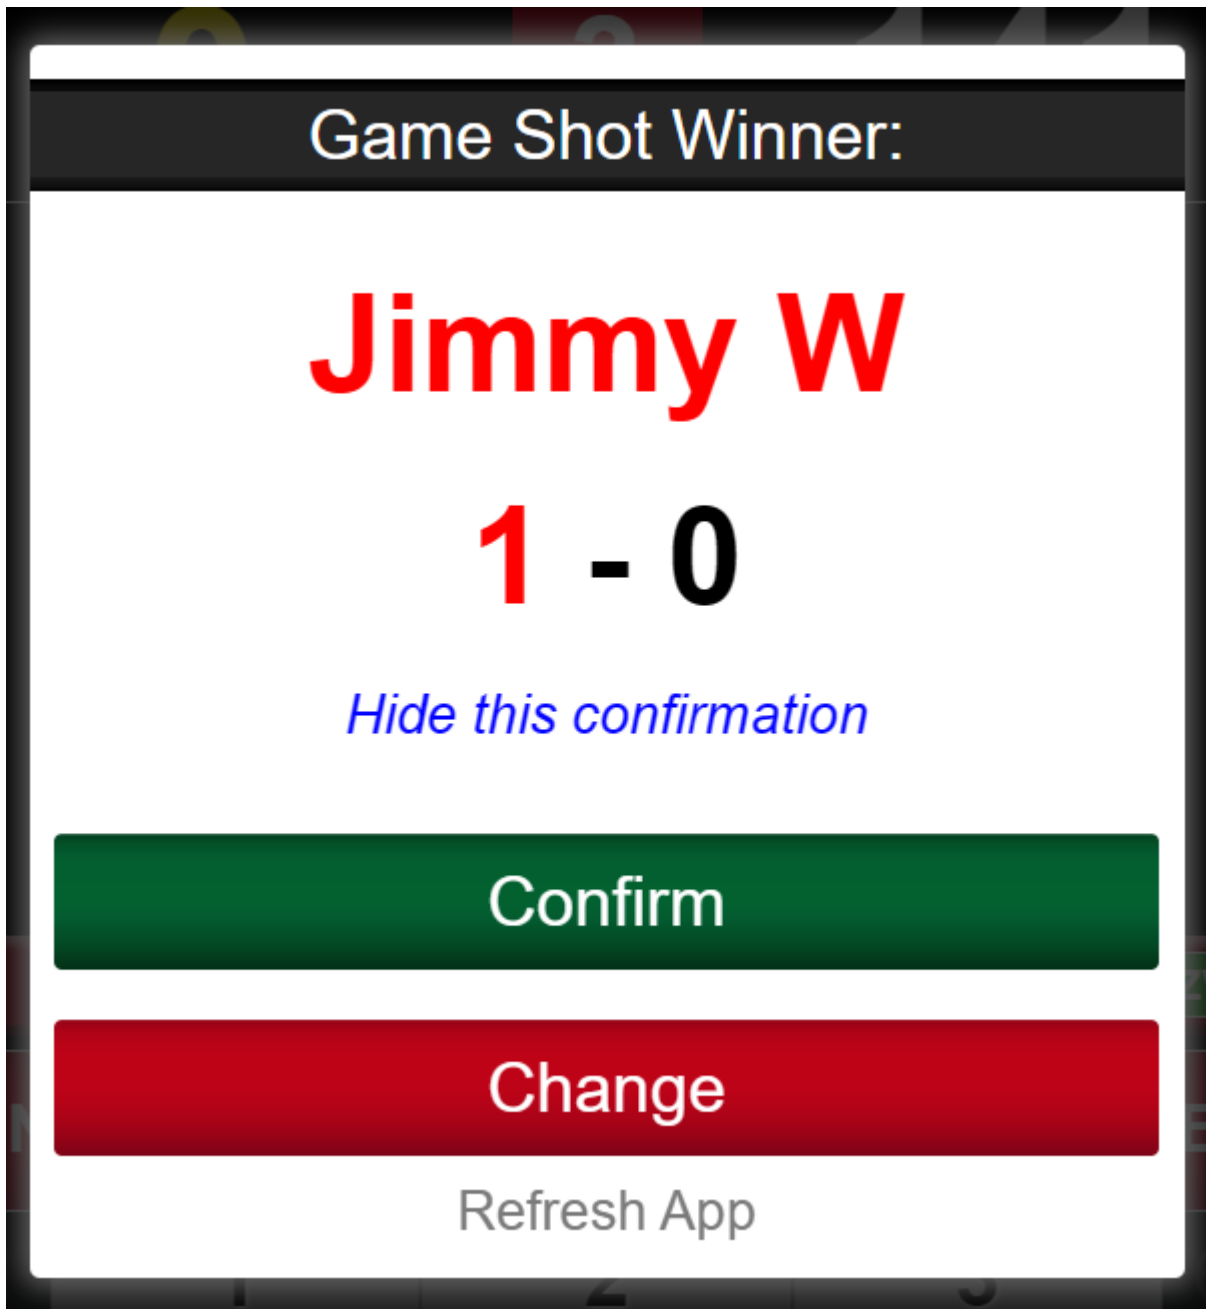 Game Shot Winner:
Jimmy W
1 - 0
Hide this confirmation
Confirm
Change
Refresh App